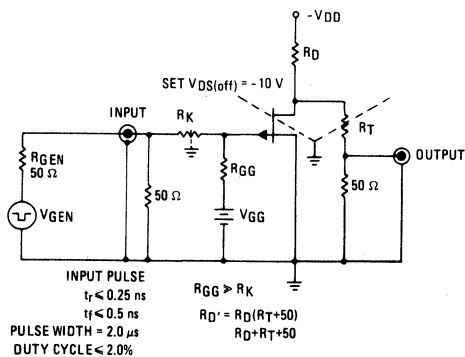 -VDD
RD
SET VDS(off) = -10 V
INPUT
RK
RT
RGEN
50 Ω
RGG
OUTPUT
50 Ω
50 Ω
VGEN
VGG
INPUT PULSE
tr ≤ 0.25 ns
tf ≤ 0.5 ns
PULSE WIDTH = 2.0 μs
DUTY CYCLE ≤ 2.0%
RGG ⋗ RK
RD' = RD(RT+50)
RD+RT+50